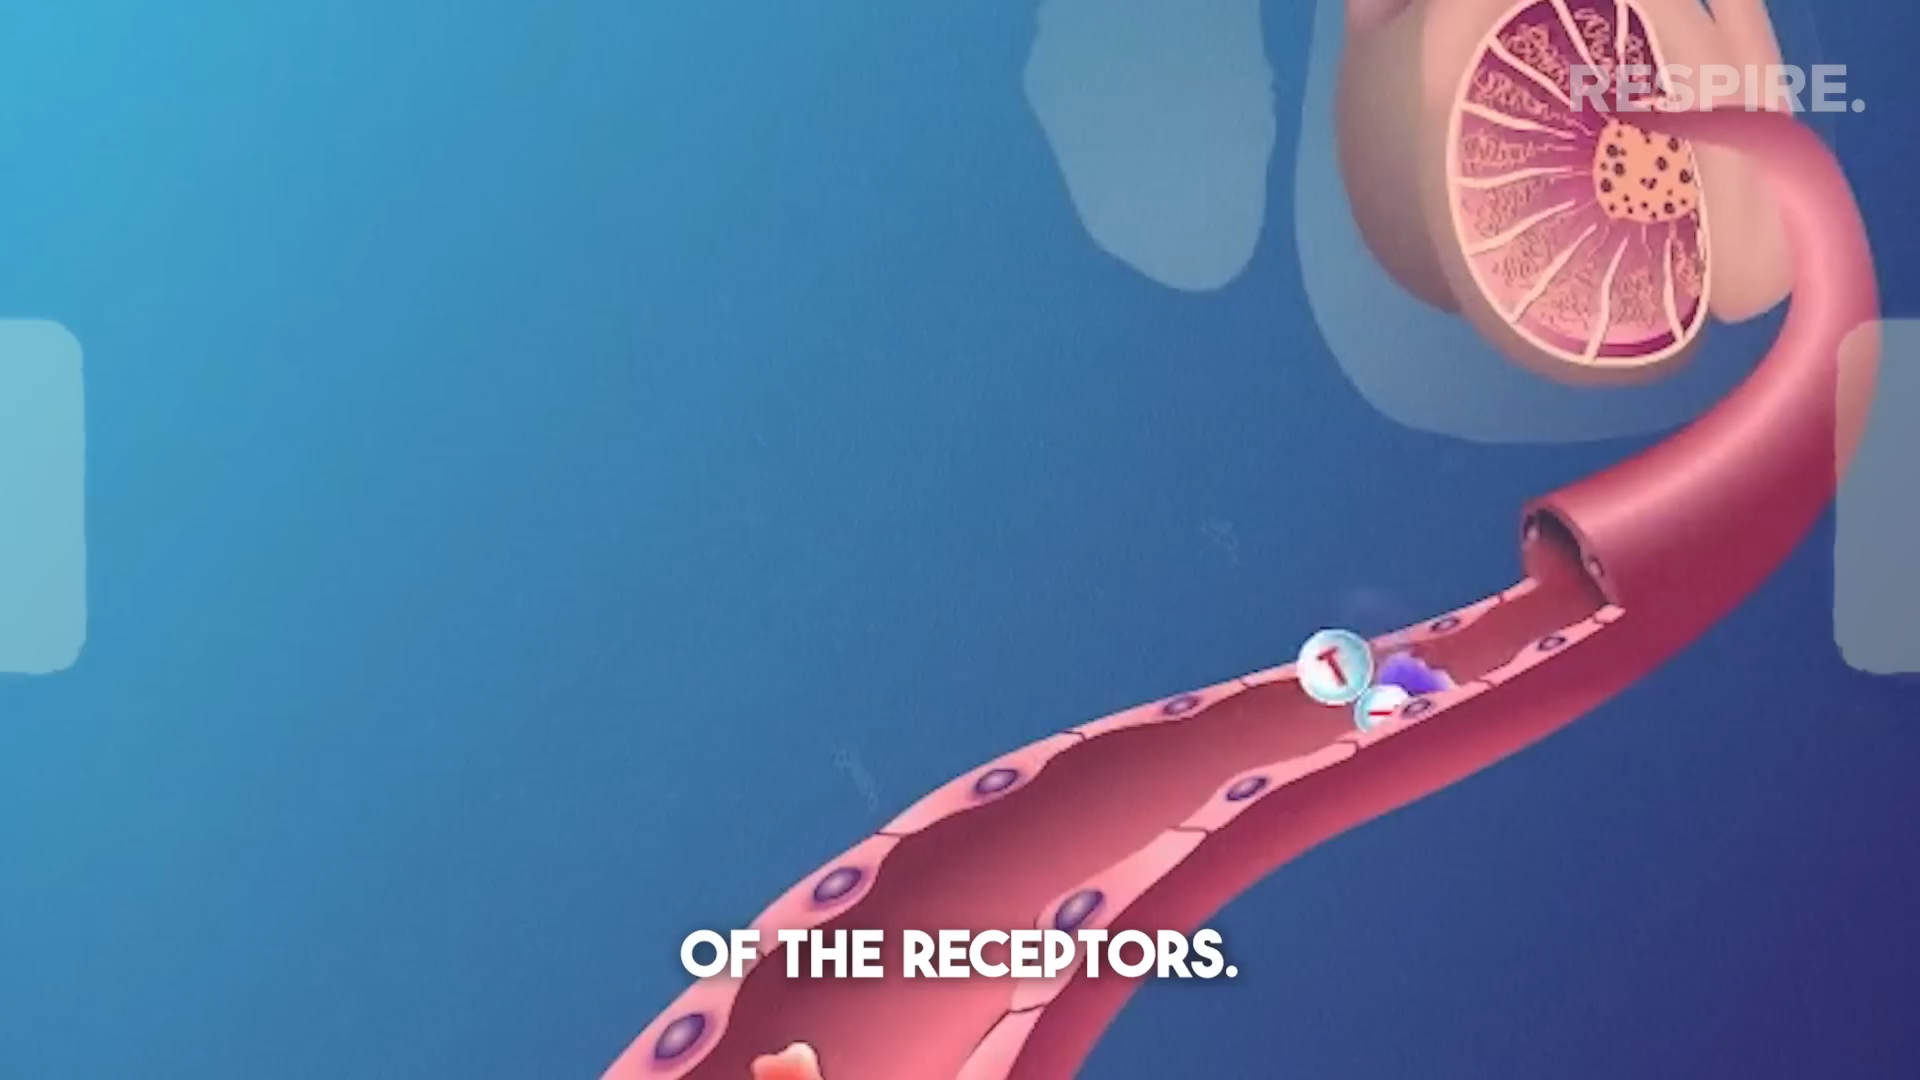 RESPIRE.
T
OF THE RECEPTORS.